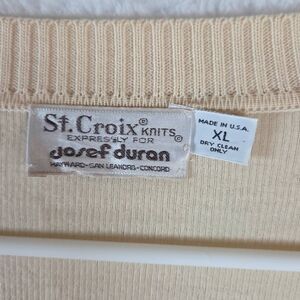 St. Croix® KNITS®
EXPRESSLY FOR
josef duran
HAYWARD-SAN LEANDRO-CONCORD
MADE IN U.S.A.
XL
DRY CLEAN
ONLY